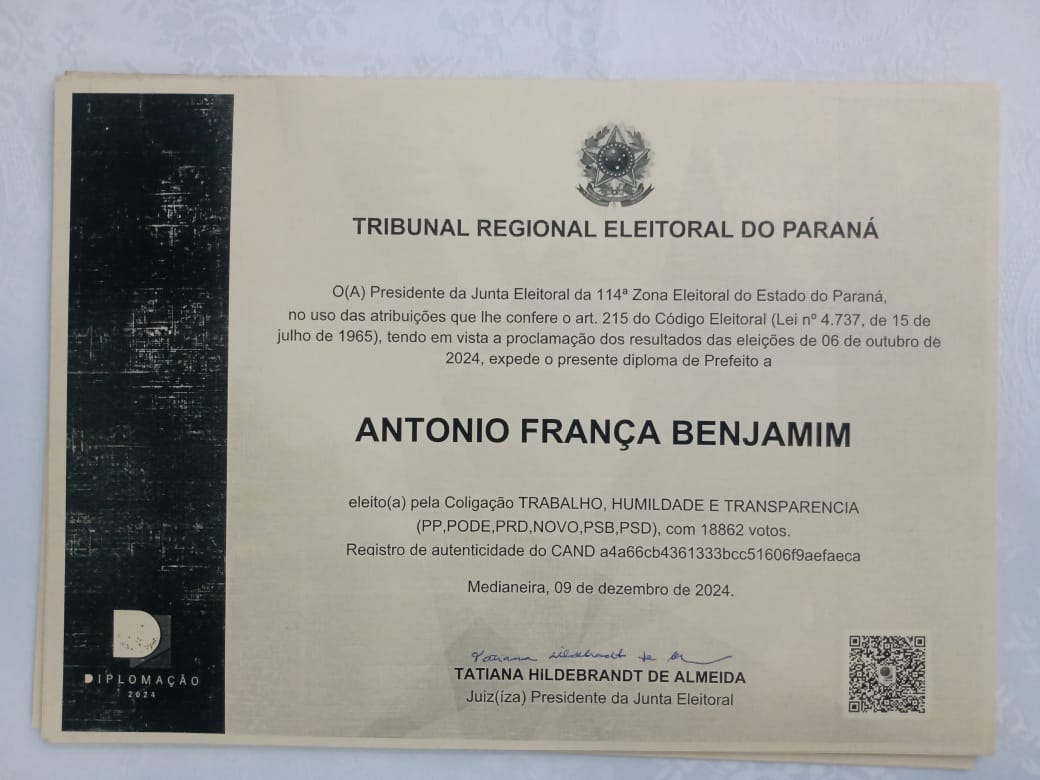 TRIBUNAL REGIONAL ELEITORAL DO PARANÁ
O(A) Presidente da Junta Eleitoral da 114ª Zona Eleitoral do Estado do Paraná,
no uso das atribuições que lhe confere o art. 215 do Código Eleitoral (Lei nº 4.737, de 15 de
julho de 1965), tendo em vista a proclamação dos resultados das eleições de 06 de outubro de
2024, expede o presente diploma de Prefeito a
ANTONIO FRANÇA BENJAMIM
eleito(a) pela Coligação TRABALHO, HUMILDADE E TRANSPARENCIA
(PP,PODE,PRD,NOVO,PSB,PSD), com 18862 votos.
Registro de autenticidade do CAND a4a66cb4361333bcc51606f9aefaeca
Medianeira, 09 de dezembro de 2024.
Tatiana Hildebrandt de
TATIANA HiLDEBRANDT DE ALMEIDA
Juiz(íza) Presidente da Junta Eleitoral
D
DIPLOMAÇÃO
2024